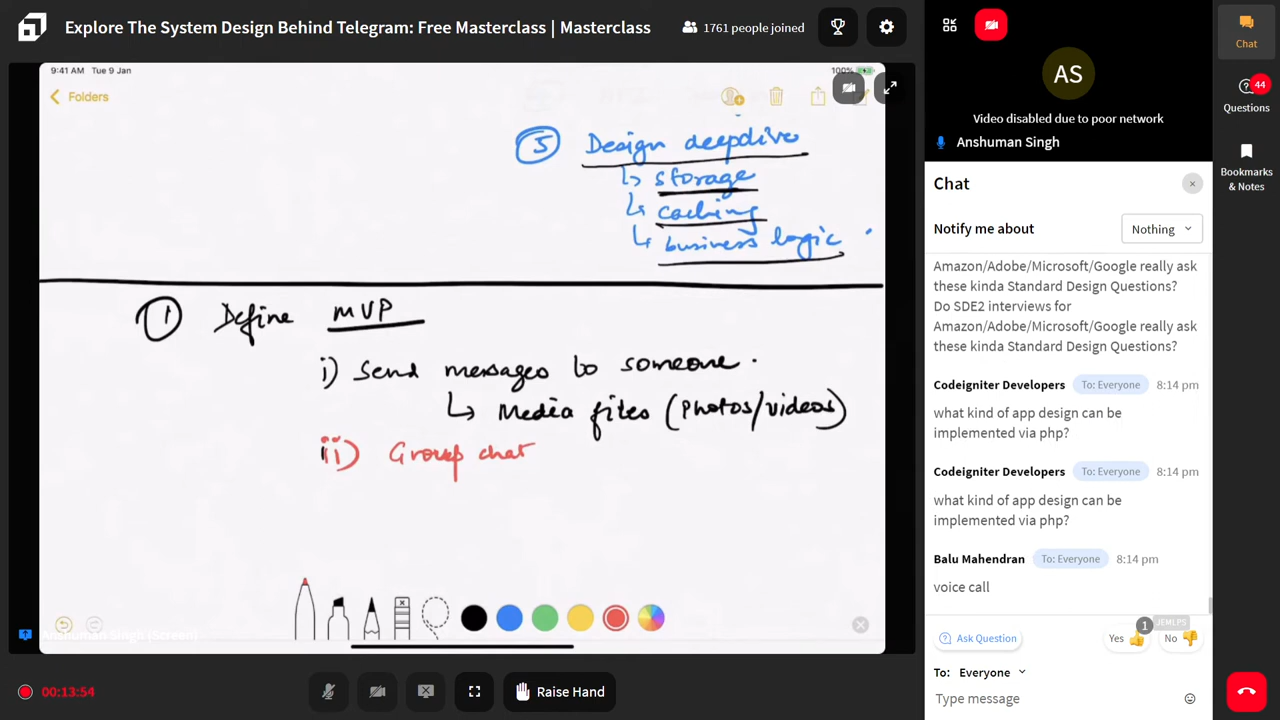 Explore The System Design Behind Telegram: Free Masterclass | Masterclass
1761 people joined
9:41 AM Tue 9 Jan
100%
Folders
5 Design deepdive
↳ storage
↳ caching
↳ business logic
1 Define MVP
i) Send messages to someone.
↳ Media files (Photos/videos)
ii) Group chat
Anshuman Singh (Screen)
00:13:54
Raise Hand
AS
Video disabled due to poor network
Anshuman Singh
Chat
Notify me about
Nothing
Amazon/Adobe/Microsoft/Google really ask
these kinda Standard Design Questions?
Do SDE2 interviews for
Amazon/Adobe/Microsoft/Google really ask
these kinda Standard Design Questions?
Codeigniter Developers To: Everyone 8:14 pm
what kind of app design can be
implemented via php?
Codeigniter Developers To: Everyone 8:14 pm
what kind of app design can be
implemented via php?
Balu Mahendran To: Everyone 8:14 pm
voice call
JEMLPS
1
Ask Question
Yes
No
To: Everyone
Type message
Chat
44
Questions
Bookmarks
& Notes